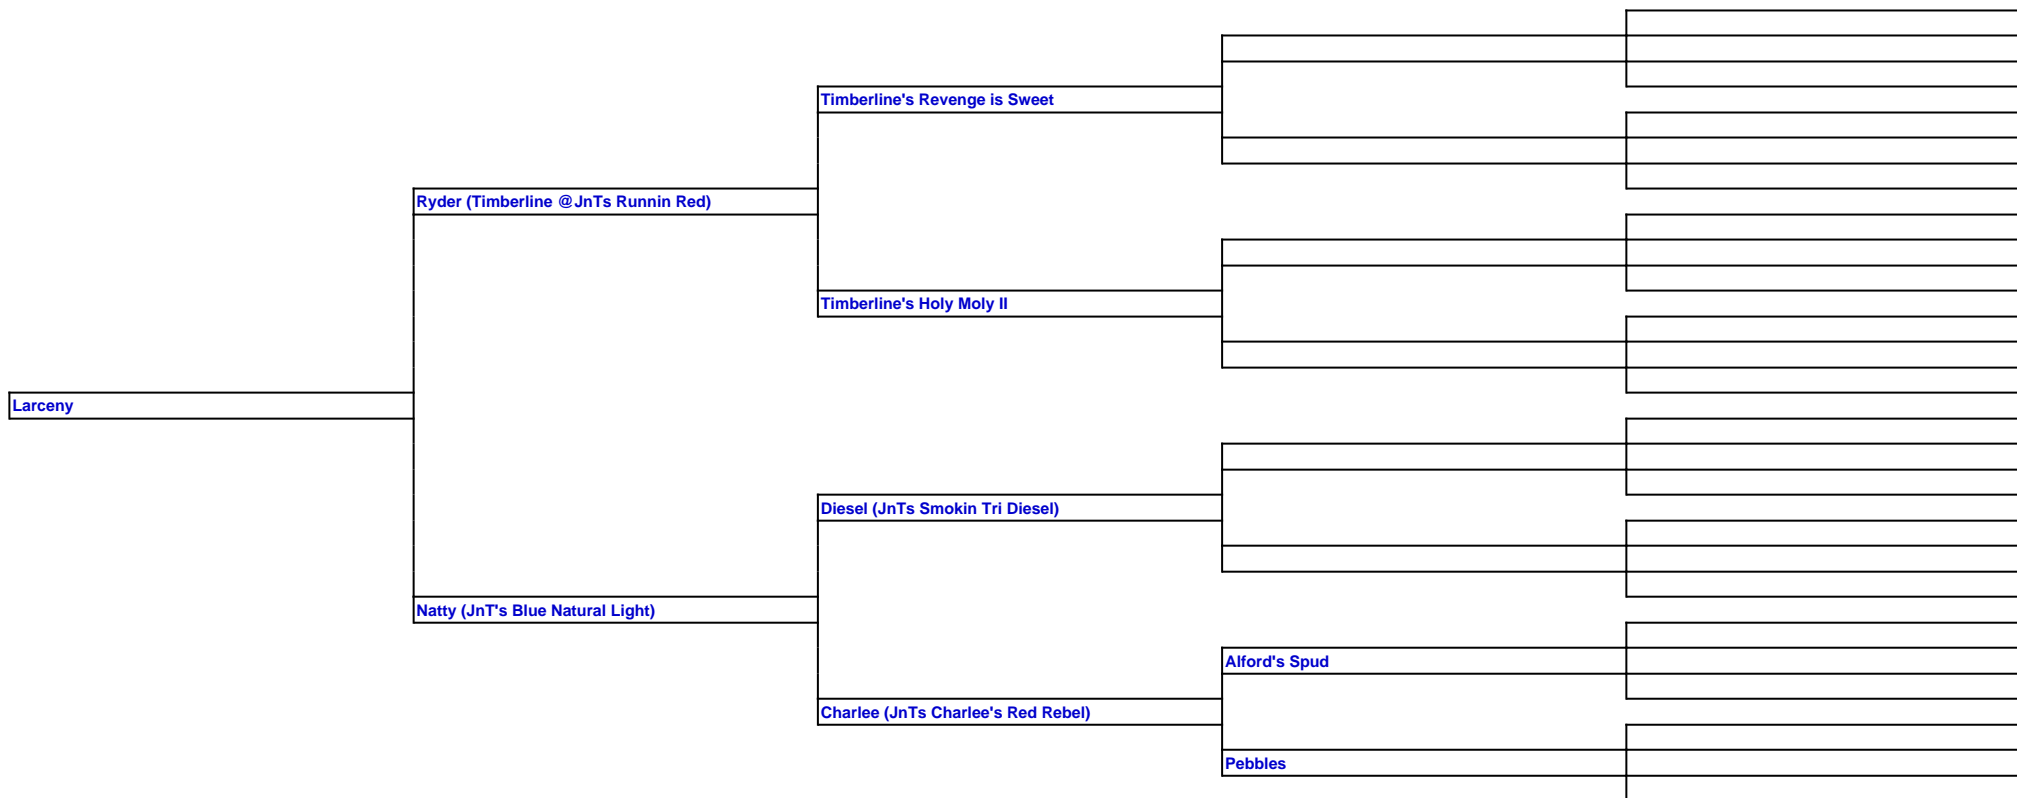 Timberline's Revenge is Sweet
Ryder (Timberline @JnTs Runnin Red)
Timberline's Holy Moly II
Larceny
Diesel (JnTs Smokin Tri Diesel)
Natty (JnT's Blue Natural Light)
Alford's Spud
Charlee (JnTs Charlee's Red Rebel)
Pebbles